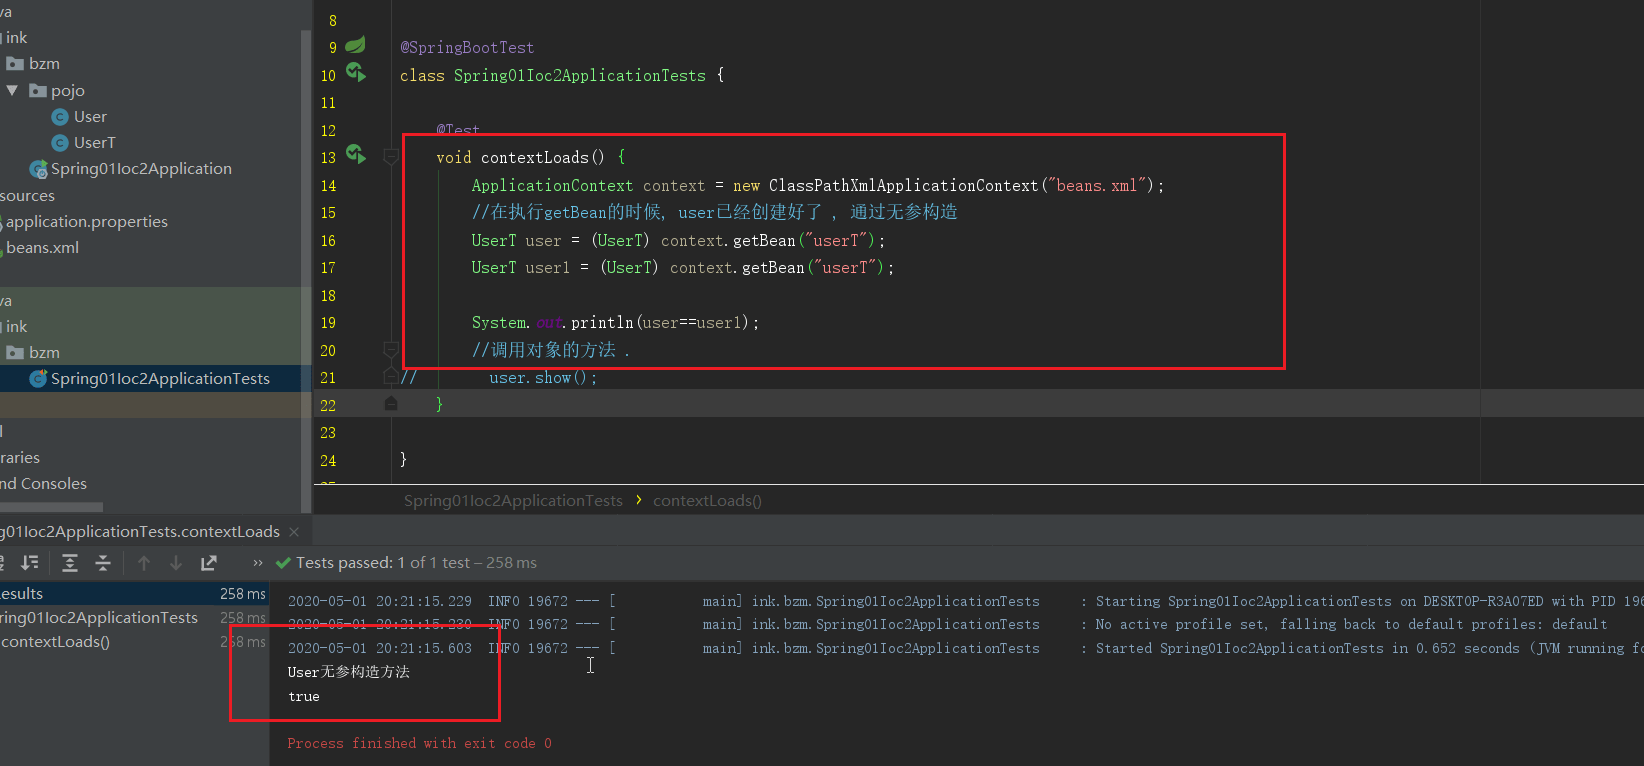 va
ink
bzm
pojo
User
UserT
Spring01Ioc2Application
sources
application.properties
beans.xml
va
ink
bzm
Spring01Ioc2ApplicationTests
raries
nd Consoles
8
9 @SpringBootTest
10 class Spring01Ioc2ApplicationTests {
11
12 @Test
13 void contextLoads() {
14 ApplicationContext context = new ClassPathXmlApplicationContext("beans.xml");
15 //在执行getBean的时候, user已经创建好了 , 通过无参构造
16 UserT user = (UserT) context.getBean("userT");
17 UserT user1 = (UserT) context.getBean("userT");
18
19 System.out.println(user==user1);
20 //调用对象的方法 .
21 // user.show();
22 }
23
24 }
Spring01Ioc2ApplicationTests › contextLoads()
g01Ioc2ApplicationTests.contextLoads ×
» Tests passed: 1 of 1 test – 258 ms
esults 258 ms
ring01Ioc2ApplicationTests 258 ms
contextLoads() 258 ms
2020-05-01 20:21:15.229 INFO 19672 --- [ main] ink.bzm.Spring01Ioc2ApplicationTests : Starting Spring01Ioc2ApplicationTests on DESKTOP-R3A07ED with PID 196
2020-05-01 20:21:15.230 INFO 19672 --- [ main] ink.bzm.Spring01Ioc2ApplicationTests : No active profile set, falling back to default profiles: default
2020-05-01 20:21:15.603 INFO 19672 --- [ main] ink.bzm.Spring01Ioc2ApplicationTests : Started Spring01Ioc2ApplicationTests in 0.652 seconds (JVM running fo
User无参构造方法
true
Process finished with exit code 0